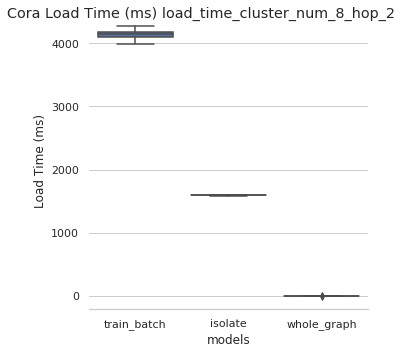 Cora Load Time (ms) load_time_cluster_num_8_hop_2
4000
3000
2000
1000
0
Load Time (ms)
train_batch
isolate
whole_graph
models